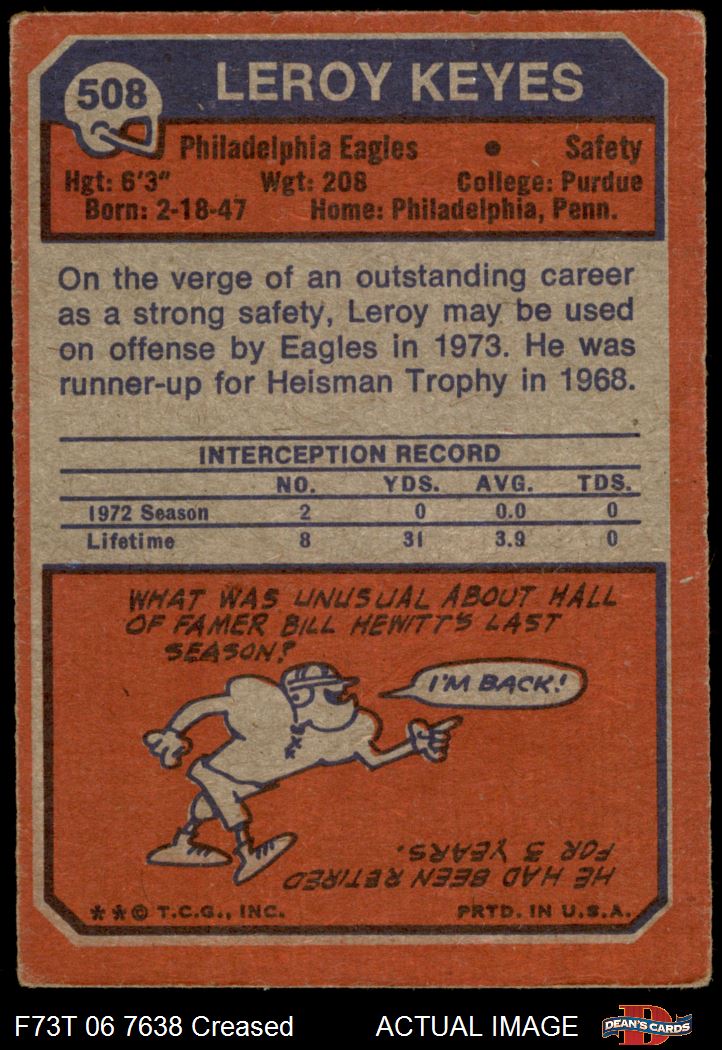 508
LEROY KEYES
Philadelphia Eagles • Safety
Hgt: 6'3" Wgt: 208 College: Purdue
Born: 2-18-47 Home: Philadelphia, Penn.
On the verge of an outstanding career
as a strong safety, Leroy may be used
on offense by Eagles in 1973. He was
runner-up for Heisman Trophy in 1968.
INTERCEPTION RECORD
NO. YDS. AVG. TDS.
1972 Season 2 0 0.0 0
Lifetime 8 31 3.9 0
WHAT WAS UNUSUAL ABOUT HALL
OF FAMER BILL HEWITT'S LAST
SEASON?
I'M BACK!
HE HAD BEEN RETIRED
FOR 3 YEARS.
**© T.C.G., INC. PRTD. IN U.S.A.
F73T 06 7638 Creased ACTUAL IMAGE
D
DEAN'S CARDS